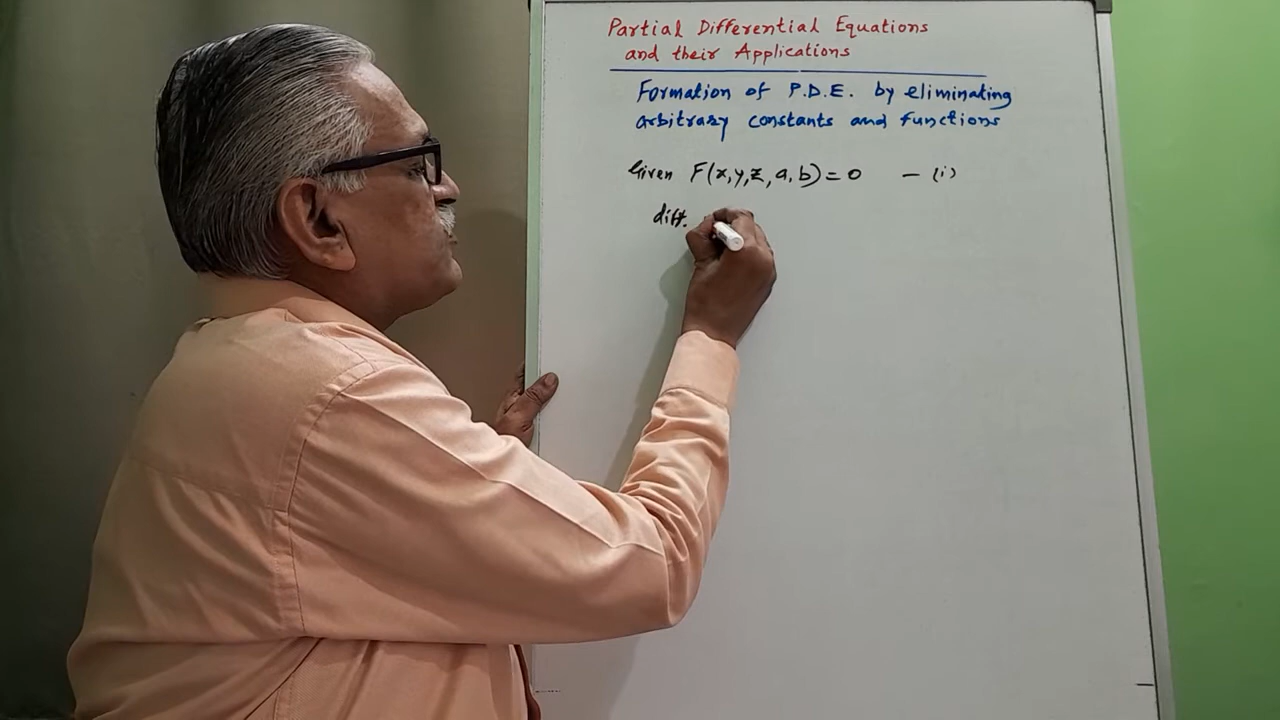 Partial Differential Equations
and their Applications
Formation of P.D.E. by eliminating
arbitrary constants and functions
Given F(x,y,z,a,b)=0 — (i)
diff.